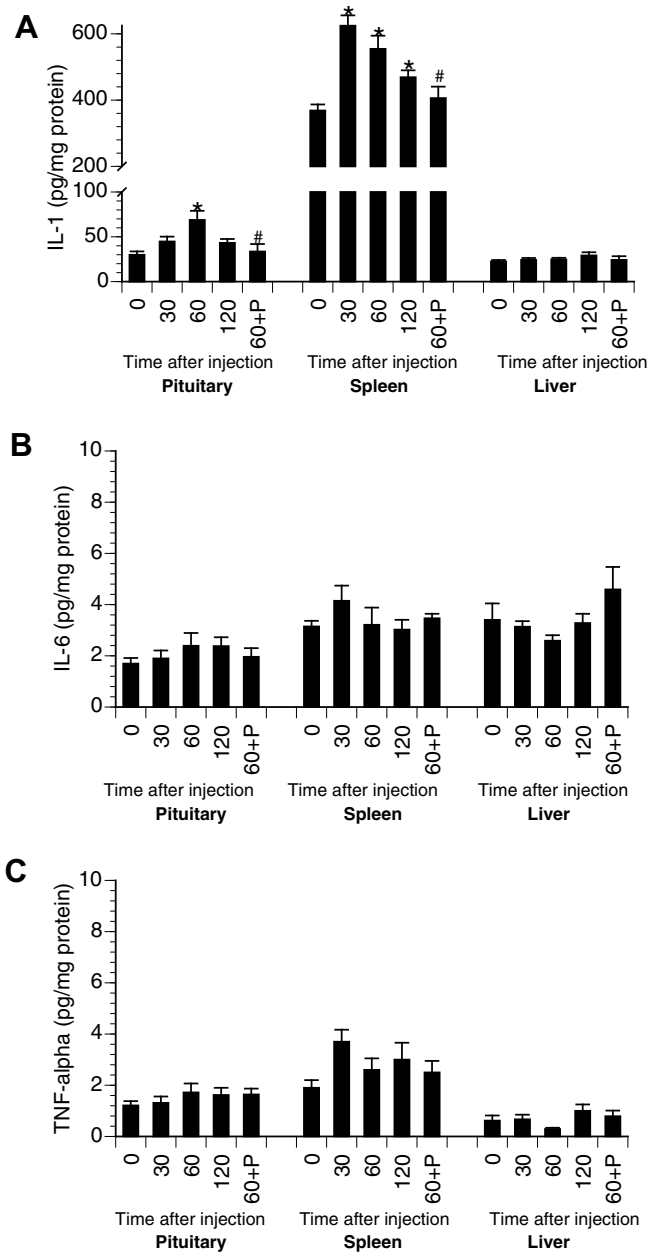 A
IL-1 (pg/mg protein)
600
400
200
100
50
0
* * * #
* #
0 30 60 120 60+P 0 30 60 120 60+P 0 30 60 120 60+P
Time after injection Time after injection Time after injection
Pituitary Spleen Liver
B
IL-6 (pg/mg protein)
10
8
6
4
2
0
0 30 60 120 60+P 0 30 60 120 60+P 0 30 60 120 60+P
Time after injection Time after injection Time after injection
Pituitary Spleen Liver
C
TNF-alpha (pg/mg protein)
10
8
6
4
2
0
0 30 60 120 60+P 0 30 60 120 60+P 0 30 60 120 60+P
Time after injection Time after injection Time after injection
Pituitary Spleen Liver